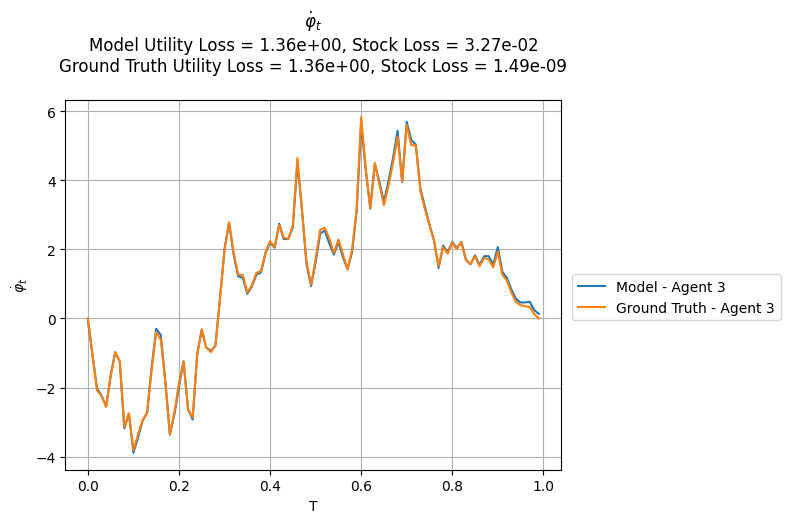 φ̇_t
Model Utility Loss = 1.36e+00, Stock Loss = 3.27e-02
Ground Truth Utility Loss = 1.36e+00, Stock Loss = 1.49e-09
6
4
2
0
−2
−4
φ̇_t
0.0 0.2 0.4 0.6 0.8 1.0
T
Model - Agent 3
Ground Truth - Agent 3